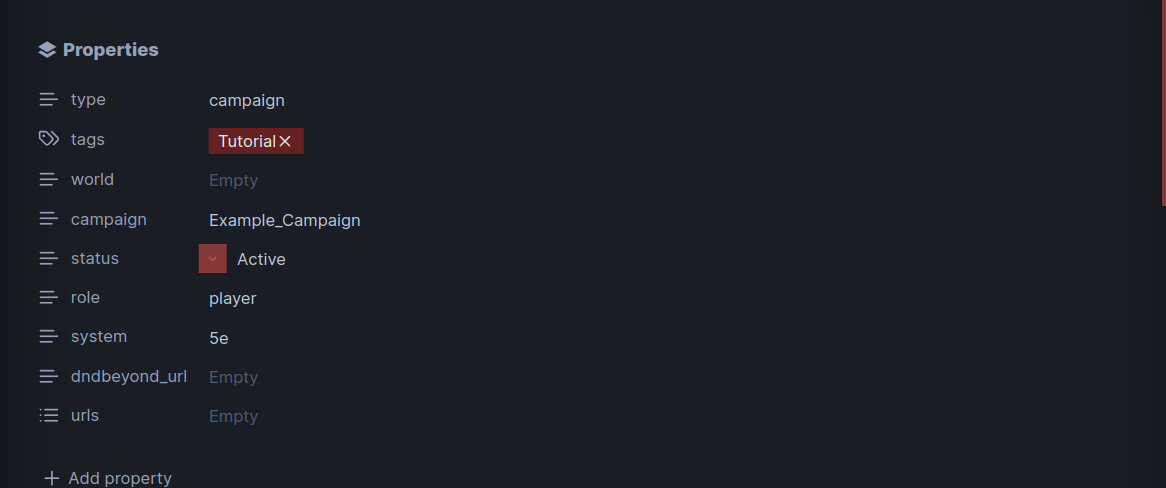 Properties
type campaign
tags Tutorial
world Empty
campaign Example_Campaign
status Active
role player
system 5e
dndbeyond_url Empty
urls Empty
Add property